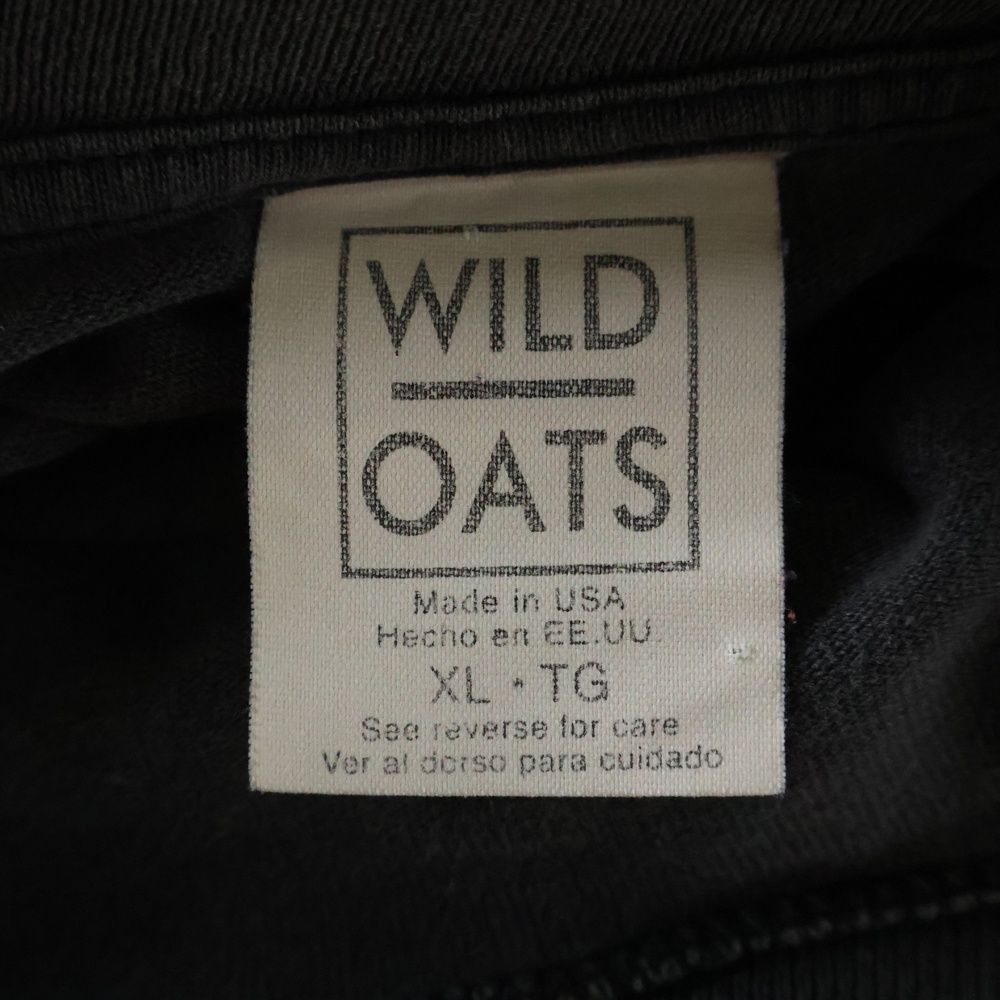 WILD
OATS
Made in USA
Hecho en EE.UU.
XL • TG
See reverse for care
Ver al dorso para cuidado